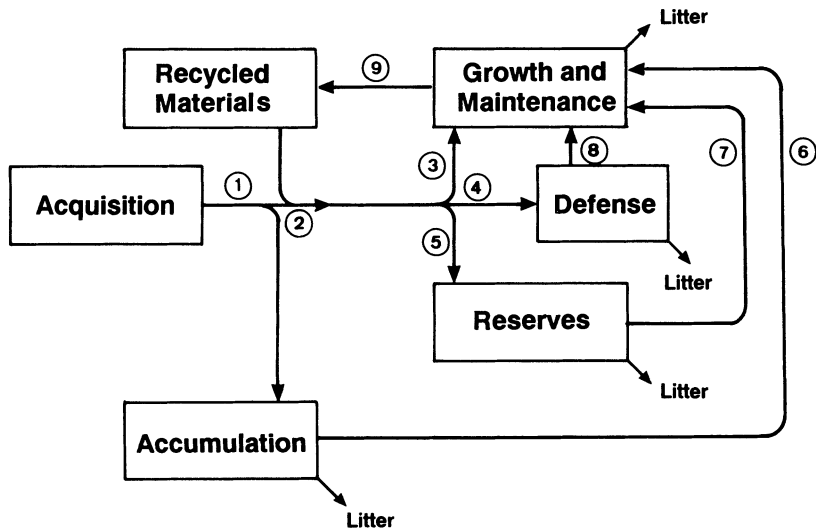 Litter
Recycled
Materials
⑨
Growth and
Maintenance
③
⑧
⑦
⑥
Acquisition
①
②
④
Defense
⑤
Litter
Reserves
Litter
Accumulation
Litter